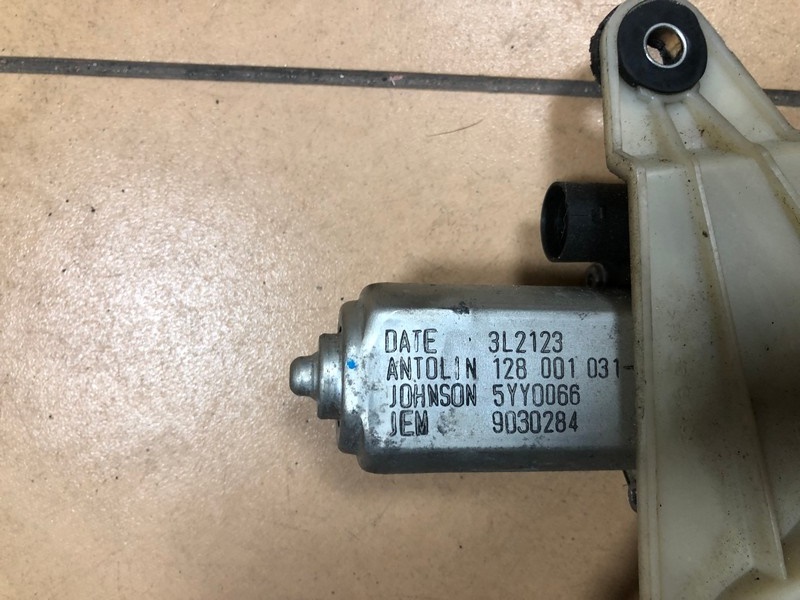 DATE 3L2123
ANTOLIN 128 001 031-
JOHNSON 5YY0066
JEM 9030284